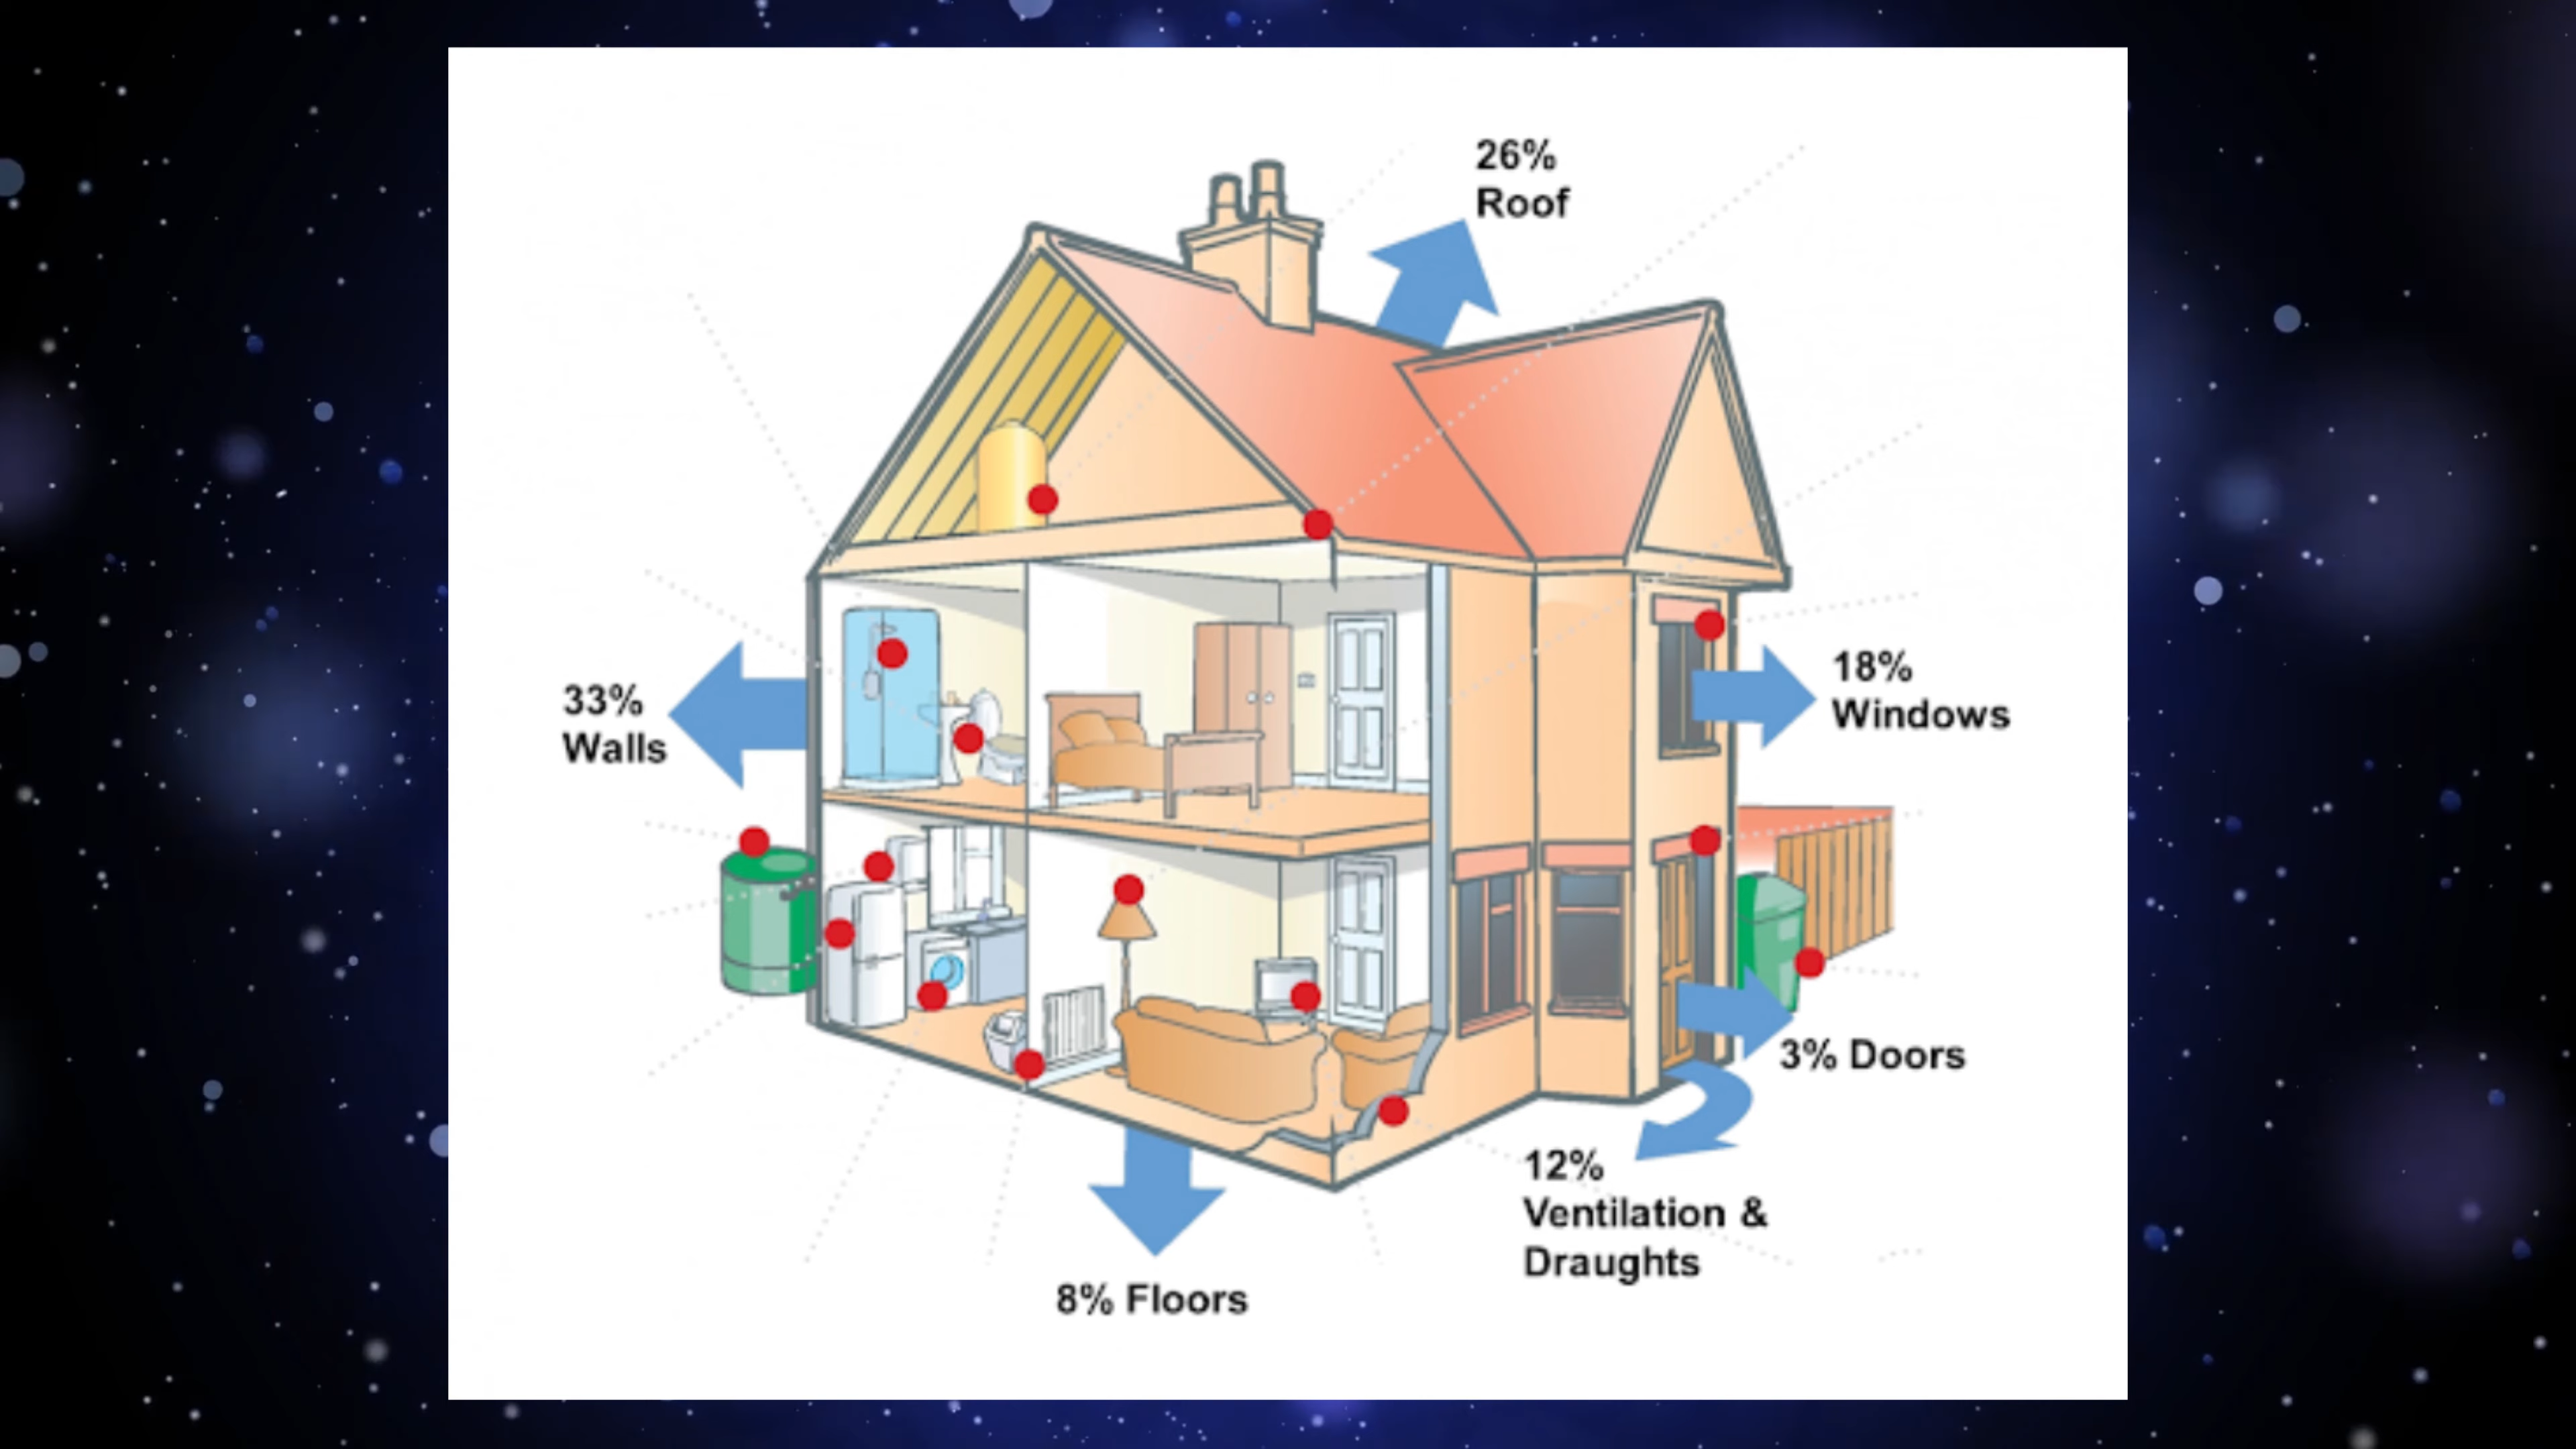 26%
Roof
33%
Walls
18%
Windows
3% Doors
12%
Ventilation &
Draughts
8% Floors